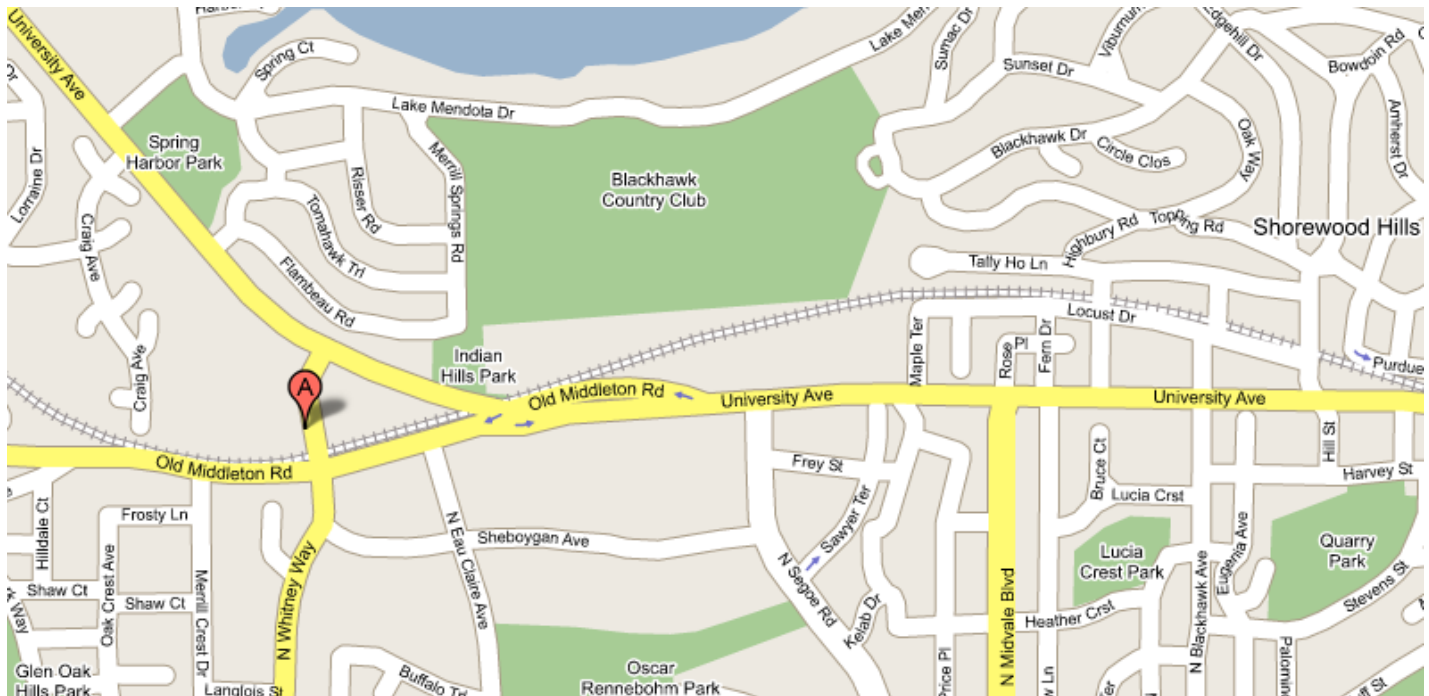 University Ave
Spring Ct
Lake Mendota Dr
Sumac Dr
Sunset Dr
Viburnum
Edgehill Dr
Bowdoin Rd
Amherst Dr
Lorraine Dr
Spring
Harbor Park
Risser Rd
Merrill Springs Rd
Blackhawk
Country Club
Blackhawk Dr
Circle Clos
Oak Way
Craig Ave
Tomahawk Trl
Flambeau Rd
Highbury Rd
Topping Rd
Shorewood Hills
Tally Ho Ln
Locust Dr
Maple Ter
Rose Pl
Fern Dr
Purdue
Indian
Hills Park
Craig Ave
A
Old Middleton Rd
University Ave
University Ave
Old Middleton Rd
Frey St
Sawyer Ter
Bruce Ct
Lucia Crst
Hill St
Harvey St
Hilldale Ct
Frosty Ln
Oak Crest Ave
N Eau Claire Ave
Sheboygan Ave
N Segoe Rd
Lucia
Crest Park
Eugenia Ave
Quarry
Park
Shaw Ct
Shaw Ct
Merrill Crest Dr
N Whitney Way
Kelab Dr
N Midvale Blvd
Heather Crst
N Blackhawk Ave
Stevens St
Glen Oak
Hills Park
Langlois St
Buffalo Trl
Oscar
Rennebohm Park
Price Pl